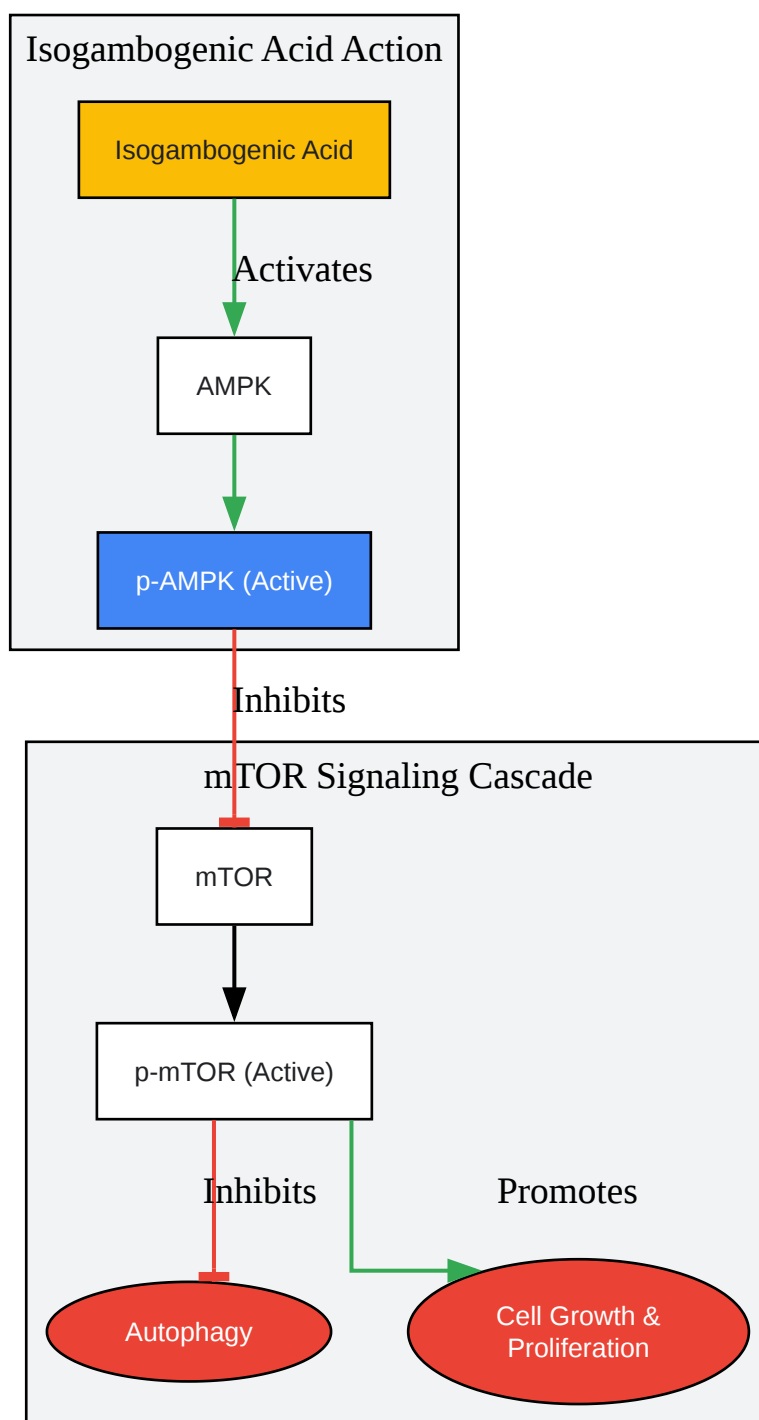 Isogambogenic Acid Action
Isogambogenic Acid
Activates
AMPK
p-AMPK (Active)
Inhibits
mTOR Signaling Cascade
mTOR
p-mTOR (Active)
Inhibits
Promotes
Autophagy
Cell Growth &
Proliferation